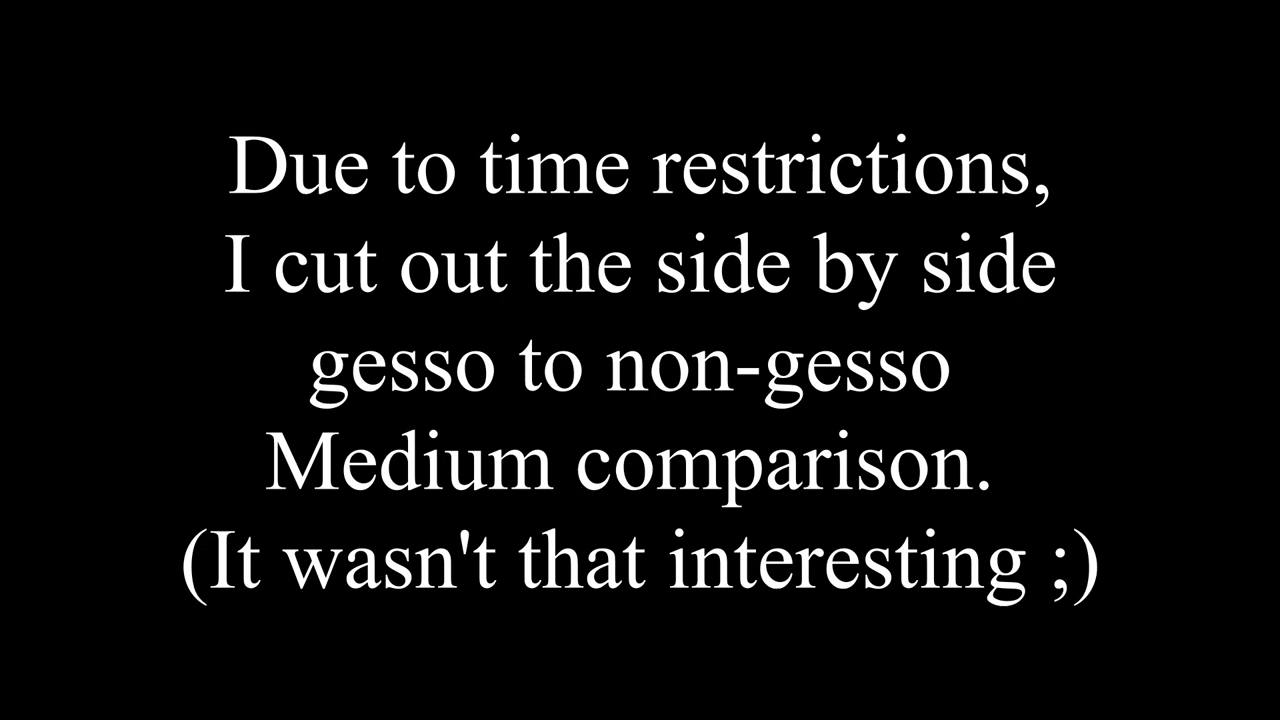 Due to time restrictions,
I cut out the side by side
gesso to non-gesso
Medium comparison.
(It wasn't that interesting ;)